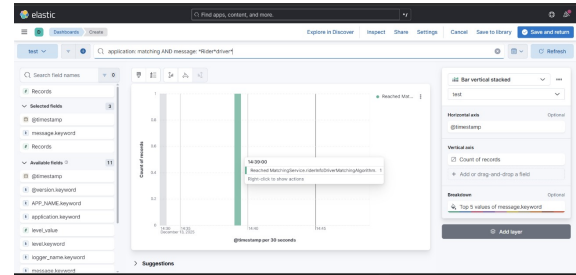 elastic
Find apps, content, and more.
D Dashboards Create
Explore in Discover Inspect Share Settings Cancel Save to library Save and return
test
application: matching AND message: *Rider*driver*
Refresh
Search field names 0
Records
Selected fields 3
@timestamp
message.keyword
Records
Available fields 11
@timestamp
@version.keyword
APP_NAME.keyword
application.keyword
level_value
level.keyword
logger_name.keyword
message.keyword
Count of records
1
0.8
0.6
0.4
0.2
0
Reached Mat...
14:39:00
Reached MatchingService riderInfoDriverMatchingAlgorithm 1
Right-click to show actions
December 14, 2025
@timestamp per 30 seconds
Suggestions
Bar vertical stacked
test
Horizontal axis Optional
@timestamp
Vertical axis
Count of records
Add or drag-and-drop a field
Breakdown Optional
Top 5 values of message.keyword
Add layer